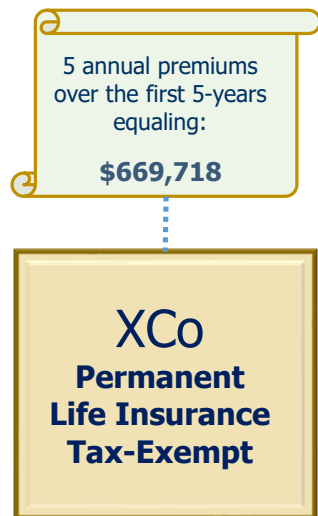 5 annual premiums
over the first 5-years
equaling:
$669,718
XCo
Permanent
Life Insurance
Tax-Exempt